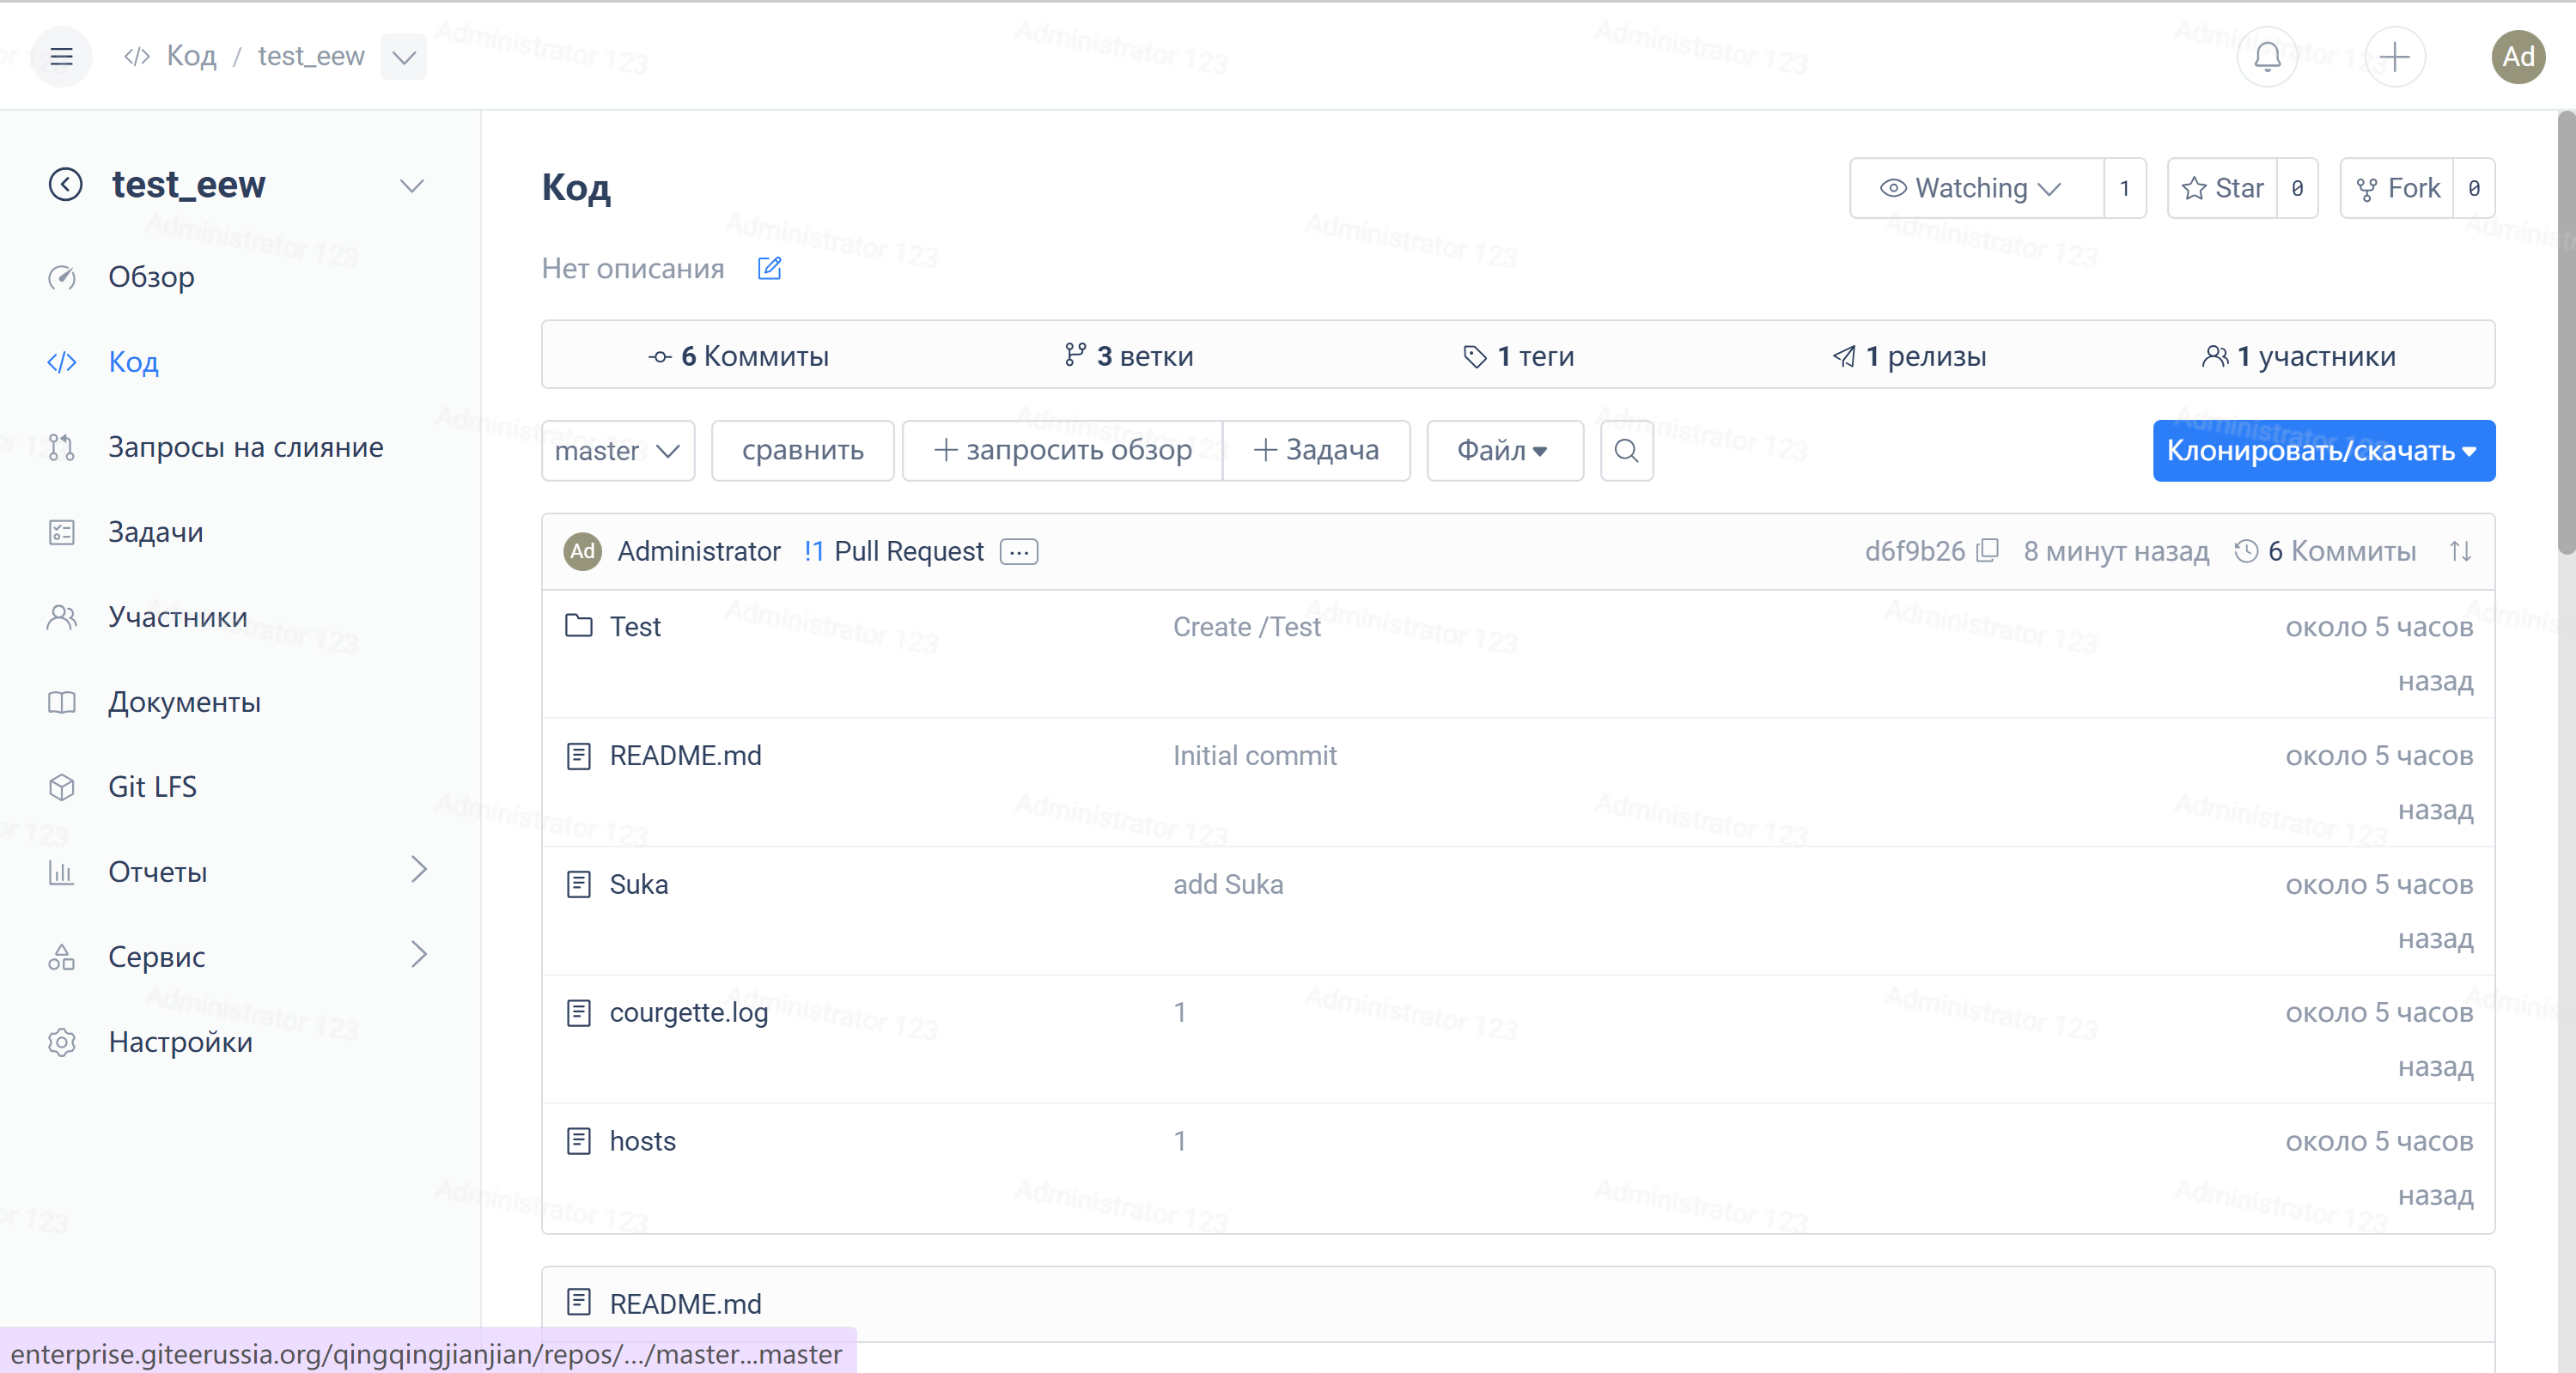 Код / test_eew
Ad
test_eew
Обзор
Код
Запросы на слияние
Задачи
Участники
Документы
Git LFS
Отчеты
Сервис
Настройки
Код
Watching 1
Star 0
Fork 0
Нет описания
6 Коммиты
3 ветки
1 теги
1 релизы
1 участники
master
сравнить
запросить обзор
Задача
Файл
Клонировать/скачать
Ad Administrator !1 Pull Request ... d6f9b26 8 минут назад 6 Коммиты
Test Create /Test около 5 часов
назад
README.md Initial commit около 5 часов
назад
Suka add Suka около 5 часов
назад
courgette.log 1 около 5 часов
назад
hosts 1 около 5 часов
назад
README.md
enterprise.giteerussia.org/qingqingjianjian/repos/.../master...master
Administrator 123